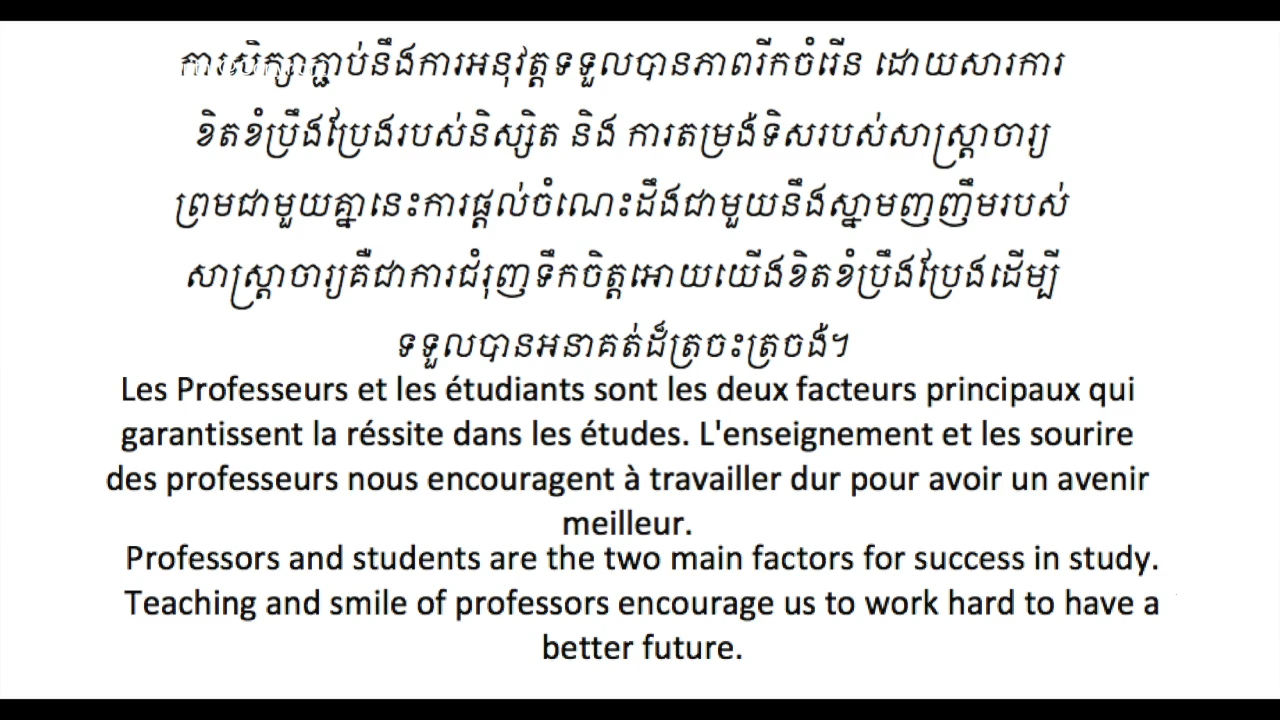 ការសិក្សាភ្ជាប់នឹងការអនុវត្តទទួលបានភាពរីកចំរើន ដោយសារការ
ខិតខំប្រឹងប្រែងរបស់និស្សិត និង ការតម្រង់ទិសរបស់សាស្ត្រាចារ្យ
ព្រមជាមួយគ្នានេះការផ្តល់ចំណេះដឹងជាមួយនឹងស្នាមញញឹមរបស់
សាស្ត្រាចារ្យគឺជាការជំរុញទឹកចិត្តអោយយើងខិតខំប្រឹងប្រែងដើម្បី
ទទួលបានអនាគត់ដ៏ត្រចះត្រចង់។
Les Professeurs et les étudiants sont les deux facteurs principaux qui
garantissent la réssite dans les études. L'enseignement et les sourire
des professeurs nous encouragent à travailler dur pour avoir un avenir
meilleur.
Professors and students are the two main factors for success in study.
Teaching and smile of professors encourage us to work hard to have a
better future.